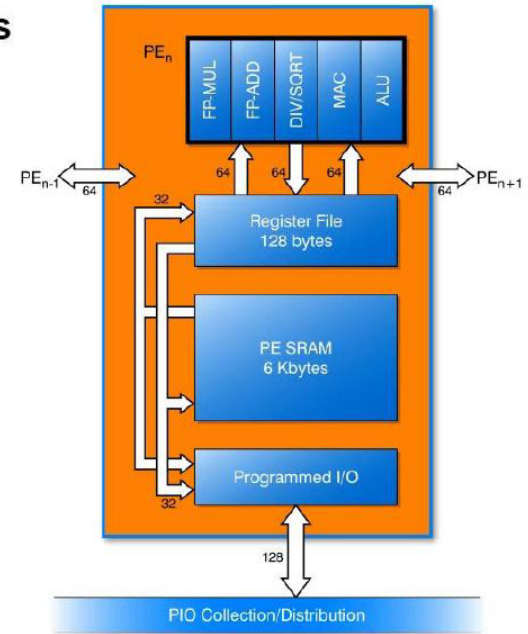 s
PEn
FP-MUL
FP-ADD
DIV/SQRT
MAC
ALU
64
64
64
PEn-1
64
64
PEn+1
32
Register File
128 bytes
PE SRAM
6 Kbytes
Programmed I/O
32
128
PIO Collection/Distribution